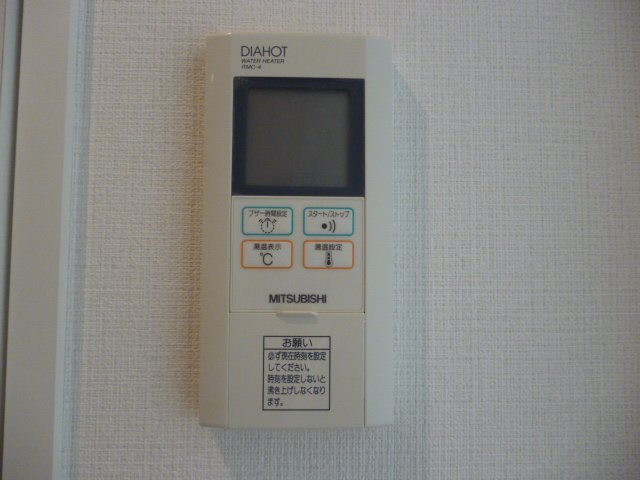 DIAHOT
WATER HEATER
RMC-4
ブザー時間設定
スタート/ストップ
湯温表示
℃
湯温設定
MITSUBISHI
お願い
必ず現在時刻を設定
してください。
時刻を設定しないと
沸き上げしなくなり
ます。